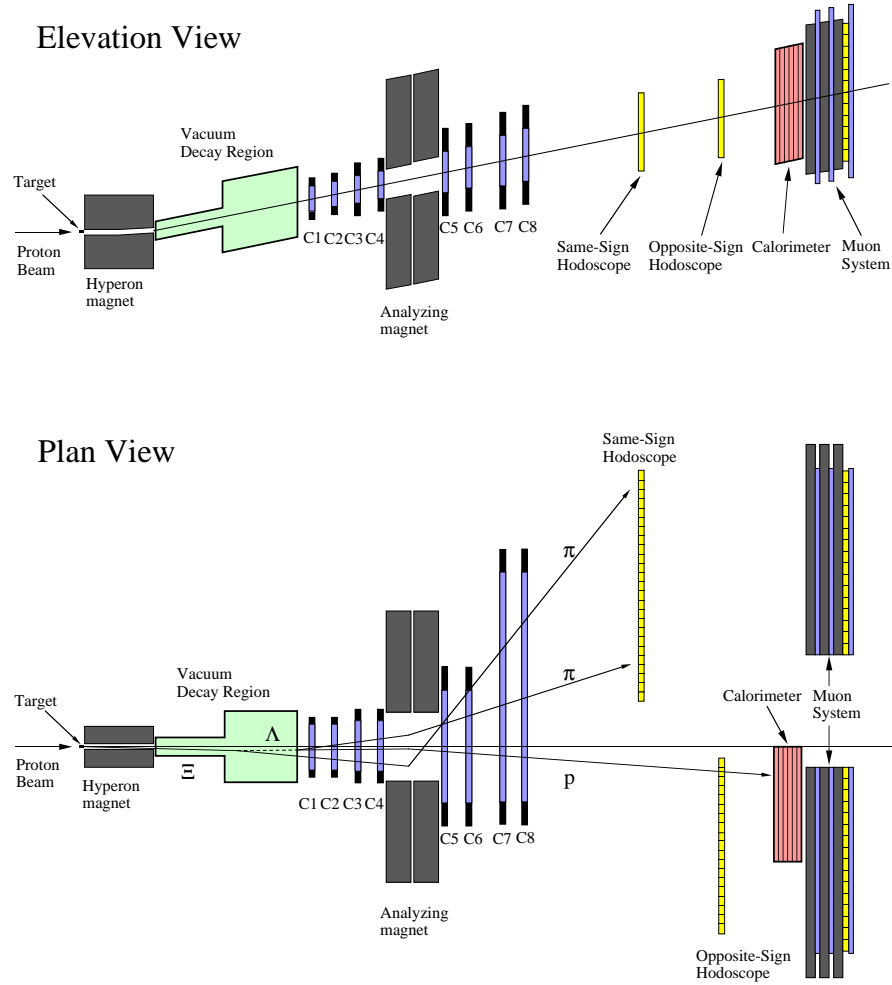 Elevation View
Vacuum
Decay Region
Target
Proton
Beam
Hyperon
magnet
C1 C2 C3 C4
C5 C6 C7 C8
Analyzing
magnet
Same-Sign
Hodoscope
Opposite-Sign
Hodoscope
Calorimeter
Muon
System
Plan View
Same-Sign
Hodoscope
π
π
Vacuum
Decay Region
Target
Λ
Calorimeter
Muon
System
Proton
Beam
Hyperon
magnet
Ξ
p
C1 C2 C3 C4
C5 C6 C7 C8
Analyzing
magnet
Opposite-Sign
Hodoscope